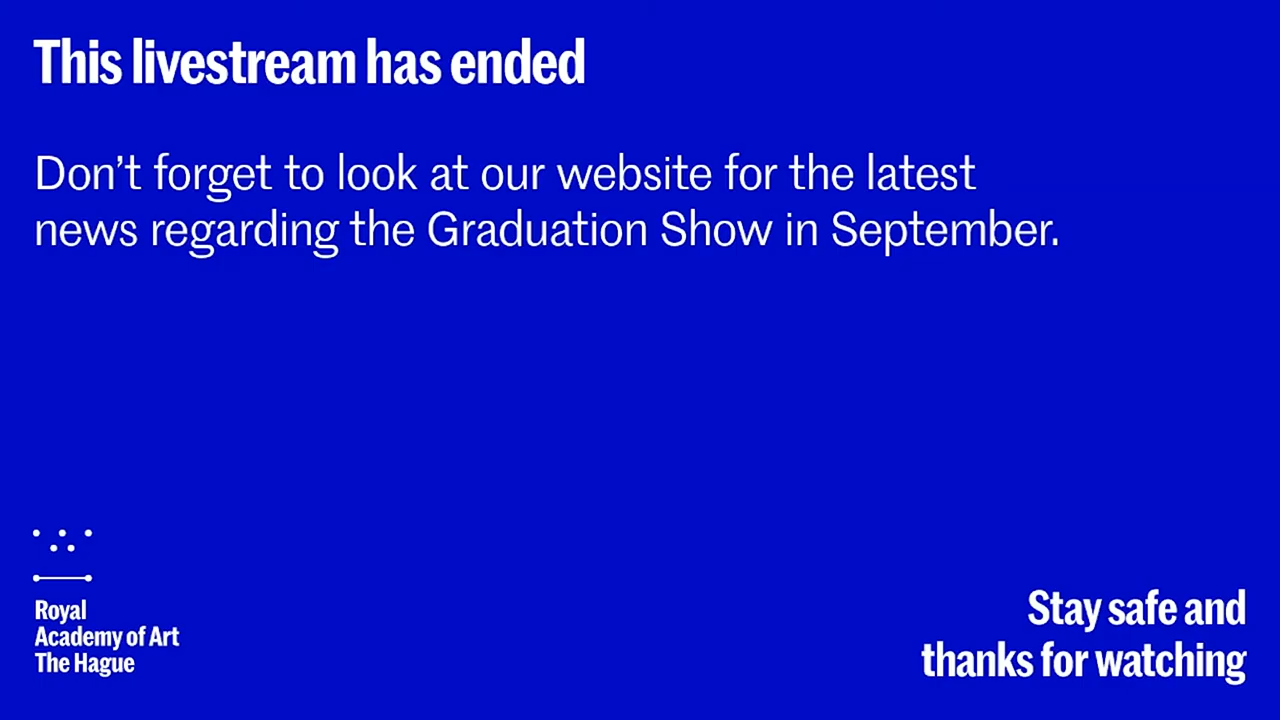 This livestream has ended
Don’t forget to look at our website for the latest
news regarding the Graduation Show in September.
Royal
Academy of Art
The Hague
Stay safe and
thanks for watching